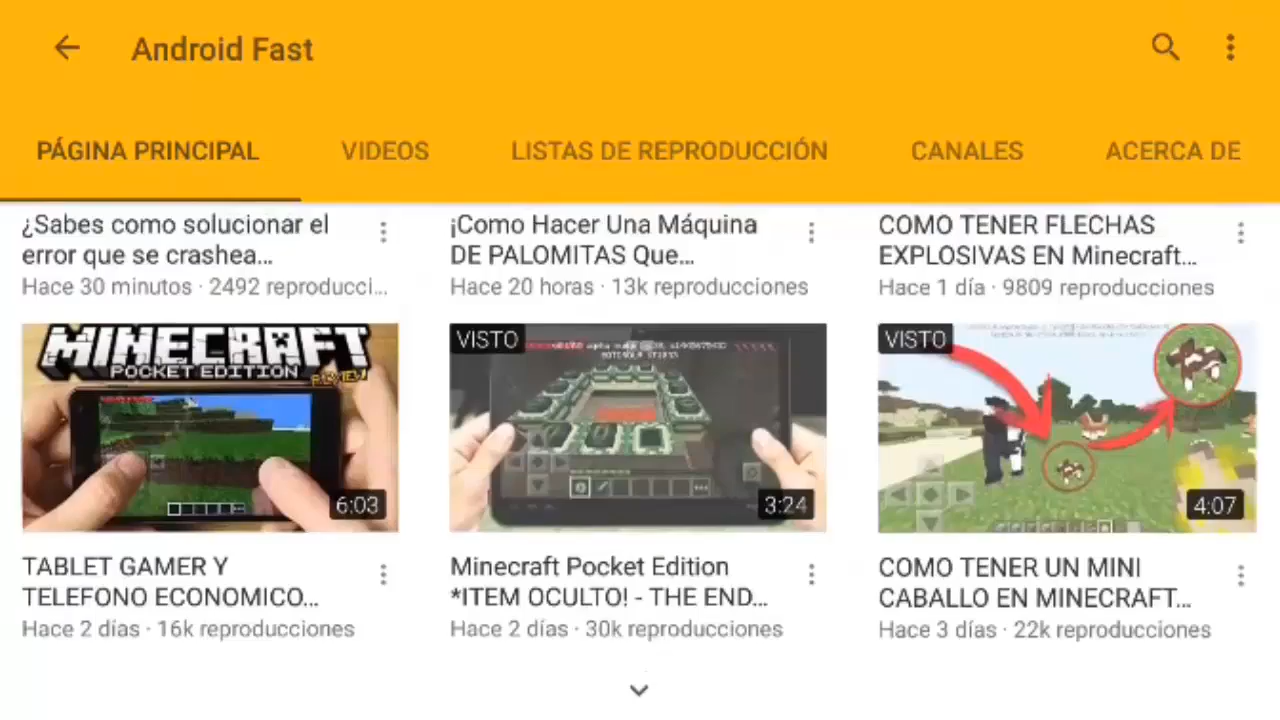 Android Fast
PÁGINA PRINCIPAL
VIDEOS
LISTAS DE REPRODUCCIÓN
CANALES
ACERCA DE
¿Sabes como solucionar el
error que se crashea...
Hace 30 minutos · 2492 reproducci...
¡Como Hacer Una Máquina
DE PALOMITAS Que...
Hace 20 horas · 13k reproducciones
COMO TENER FLECHAS
EXPLOSIVAS EN Minecraft...
Hace 1 día · 9809 reproducciones
MINECRAFT
POCKET EDITION
REVIEW
6:03
VISTO
3:24
VISTO
4:07
TABLET GAMER Y
TELEFONO ECONOMICO...
Hace 2 días · 16k reproducciones
Minecraft Pocket Edition
*ITEM OCULTO! - THE END...
Hace 2 días · 30k reproducciones
COMO TENER UN MINI
CABALLO EN MINECRAFT...
Hace 3 días · 22k reproducciones